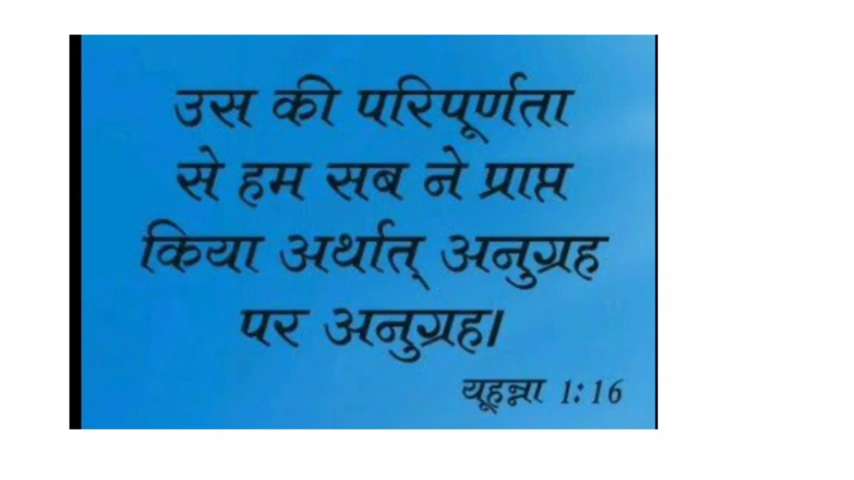 उस की परिपूर्णता
से हम सब ने प्राप्त
किया अर्थात् अनुग्रह
पर अनुग्रह।
यूहन्ना 1:16